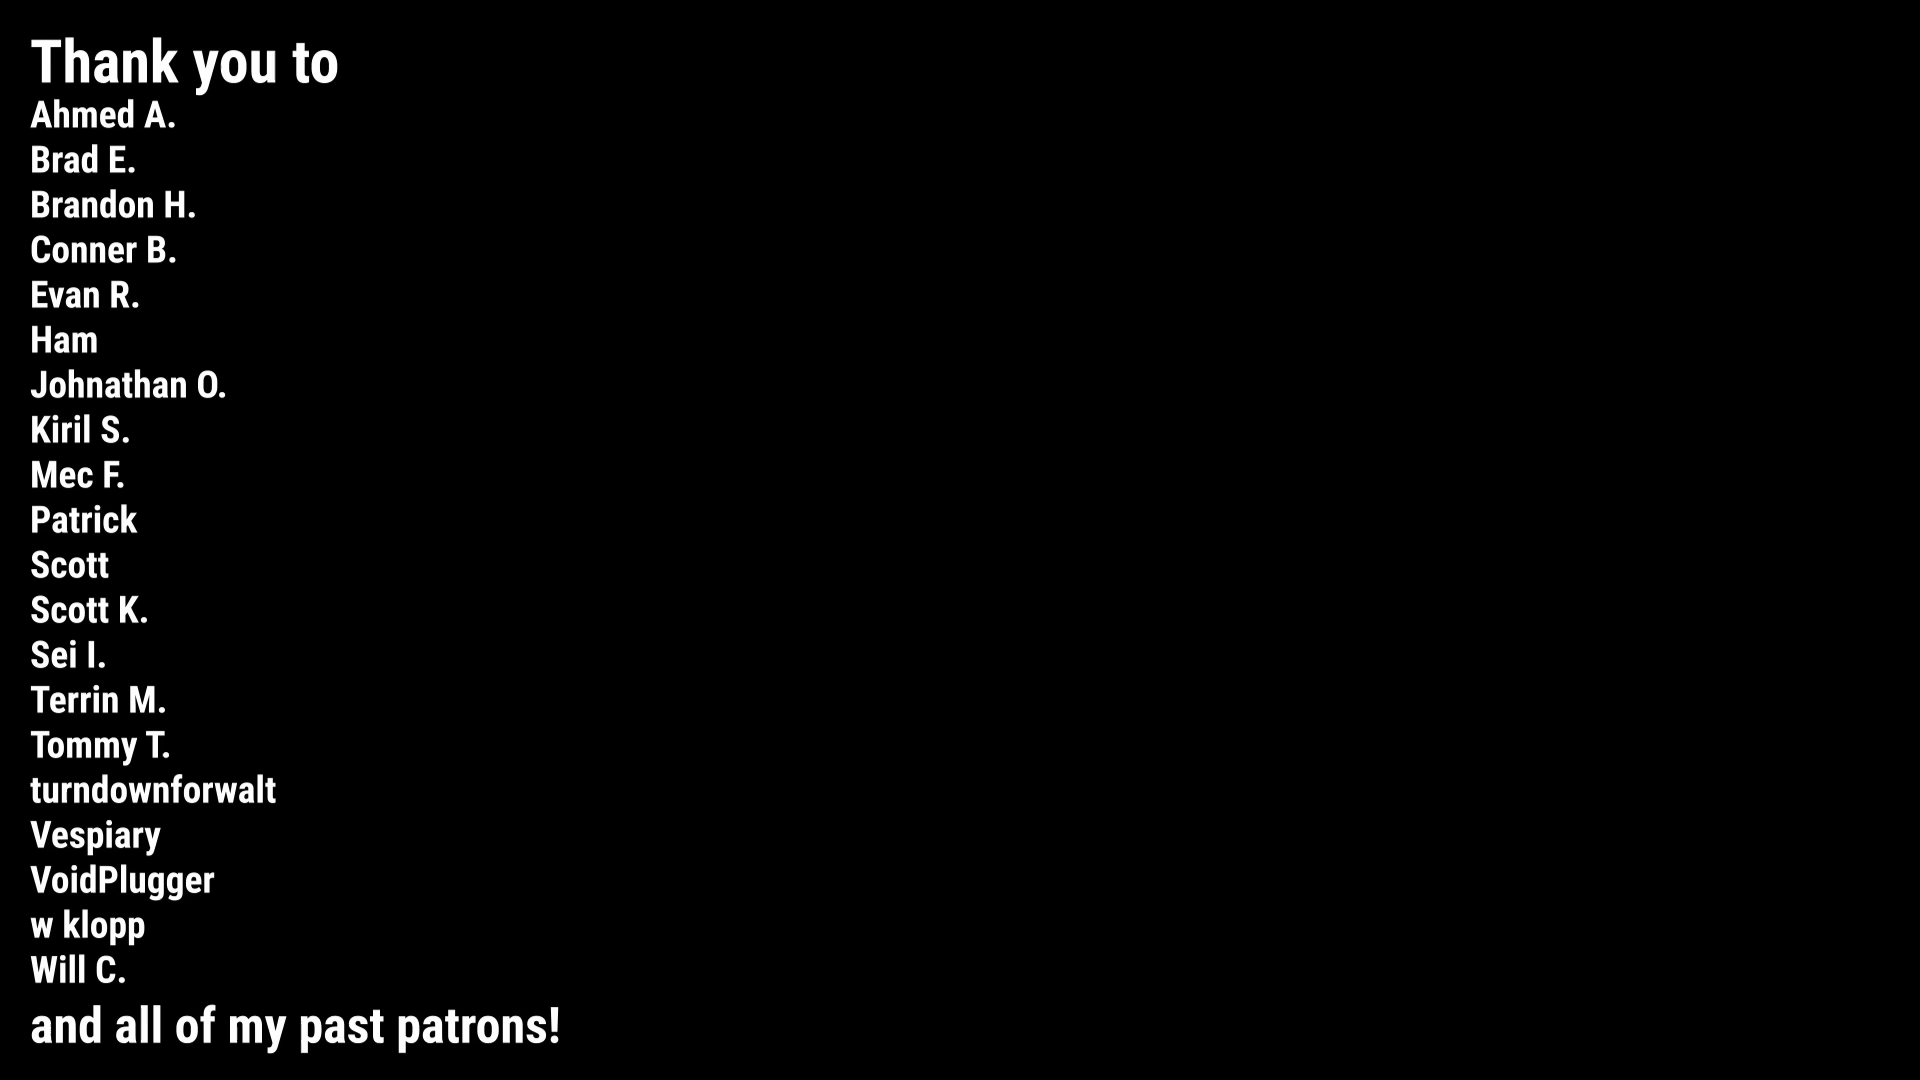 Thank you to
Ahmed A.
Brad E.
Brandon H.
Conner B.
Evan R.
Ham
Johnathan O.
Kiril S.
Mec F.
Patrick
Scott
Scott K.
Sei I.
Terrin M.
Tommy T.
turndownforwalt
Vespiary
VoidPlugger
w klopp
Will C.
and all of my past patrons!